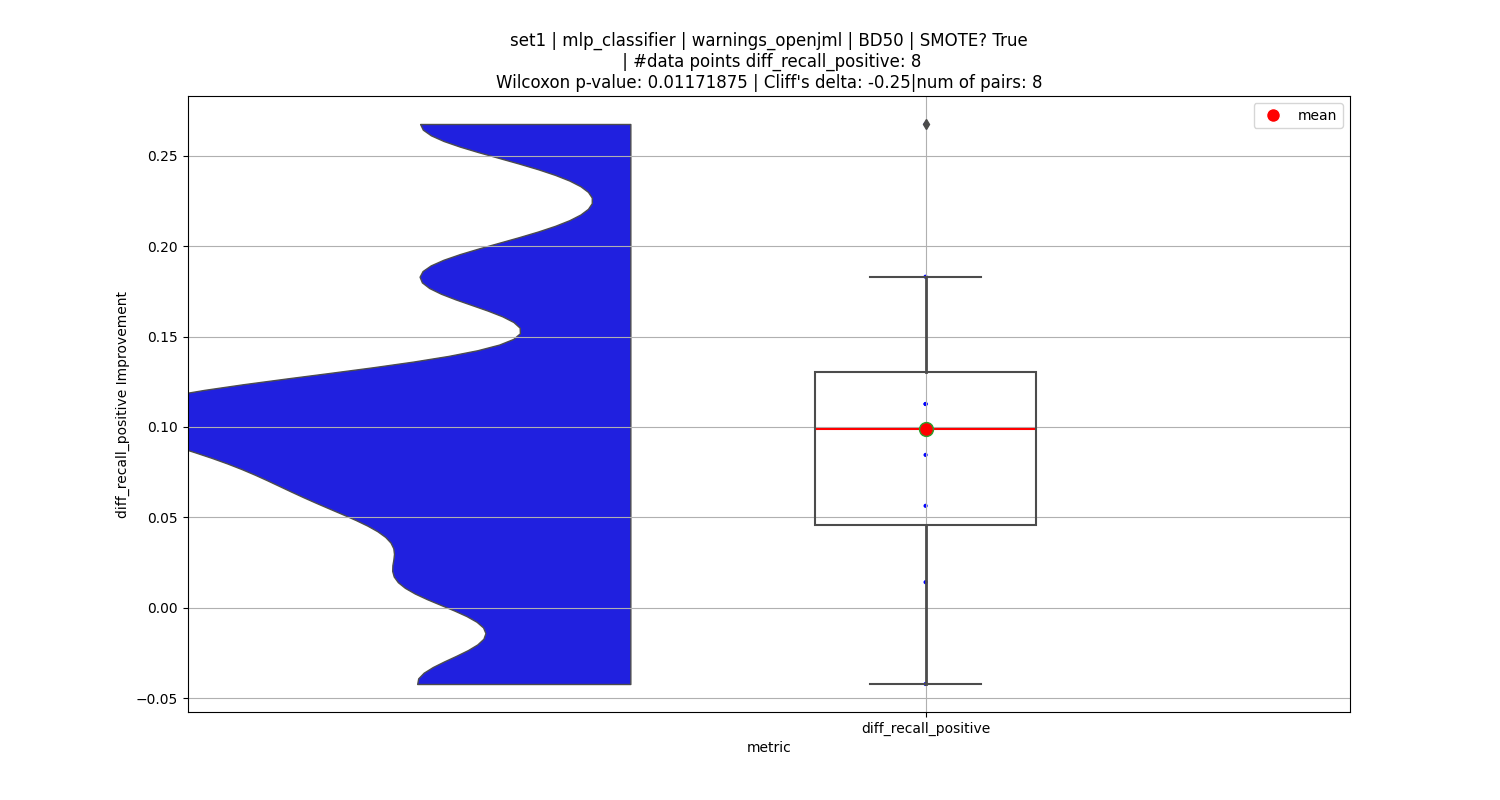 set1 | mlp_classifier | warnings_openjml | BD50 | SMOTE? True
| #data points diff_recall_positive: 8
Wilcoxon p-value: 0.01171875 | Cliff's delta: -0.25|num of pairs: 8
mean
0.25
0.20
0.15
0.10
0.05
0.00
−0.05
diff_recall_positive Improvement
diff_recall_positive
metric